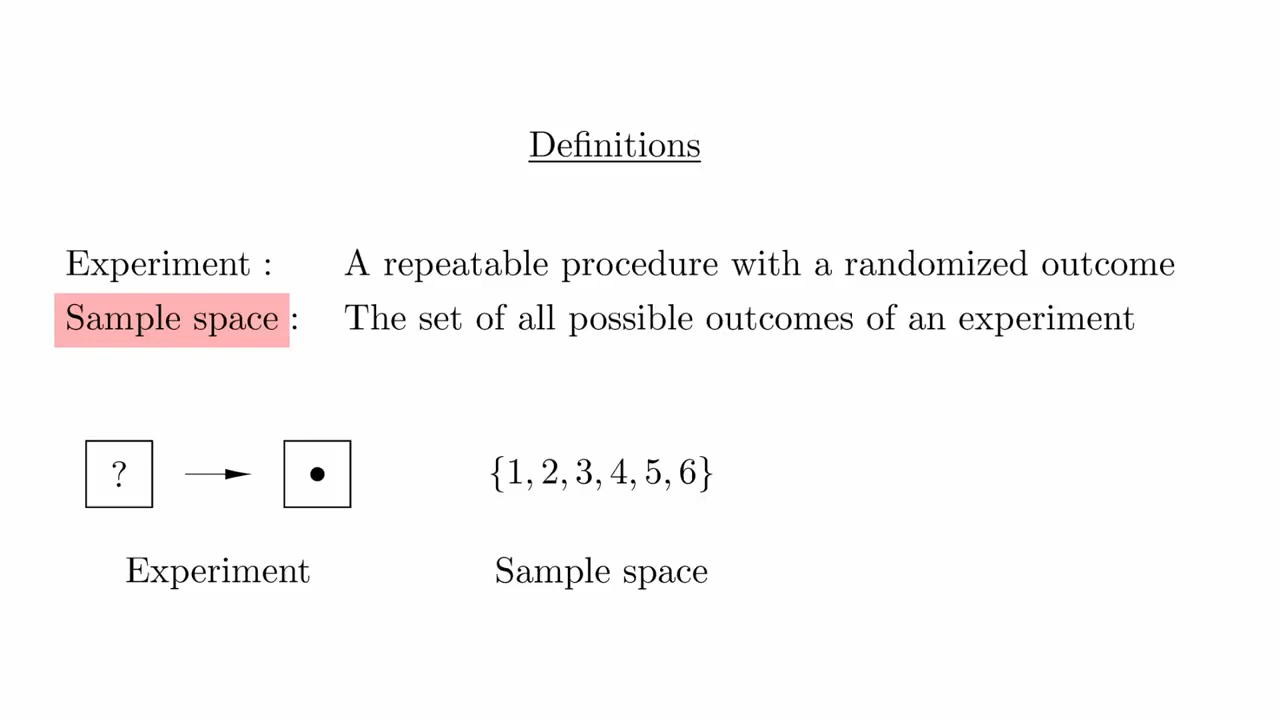 Definitions
Experiment : A repeatable procedure with a randomized outcome
Sample space : The set of all possible outcomes of an experiment
? {1, 2, 3, 4, 5, 6}
Experiment Sample space